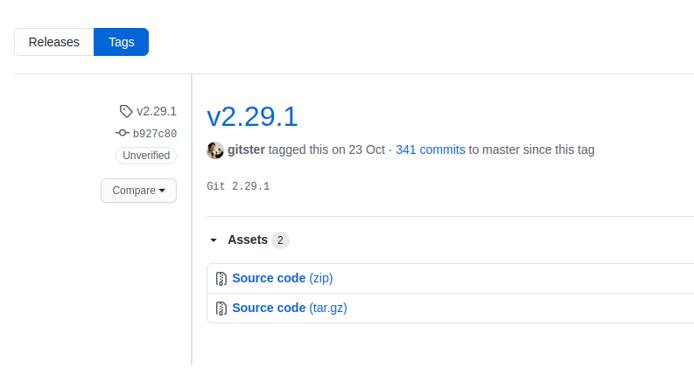 Releases Tags
v2.29.1
b927c80
Unverified
Compare
v2.29.1
gitster tagged this on 23 Oct · 341 commits to master since this tag
Git 2.29.1
Assets 2
Source code (zip)
Source code (tar.gz)